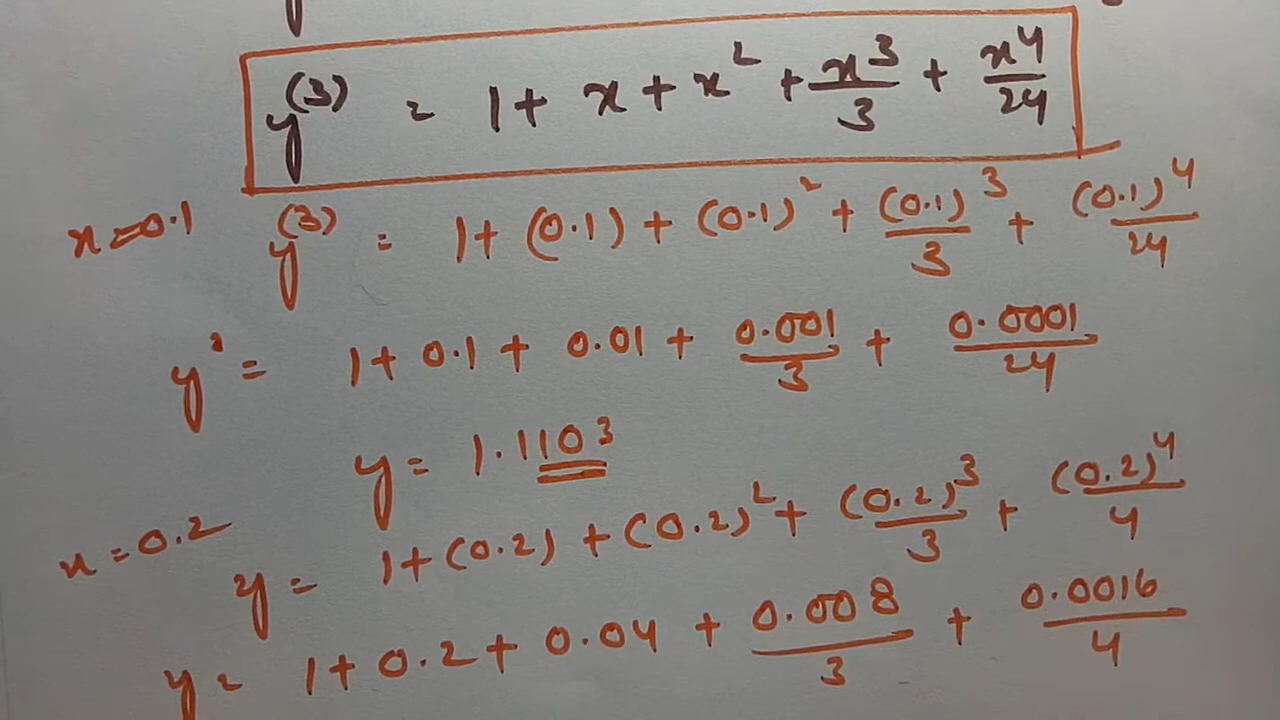 y^(3) = 1 + x + x^2 + x^3/3 + x^4/24
x=0.1 y^(3) = 1 + (0.1) + (0.1)^2 + (0.1)^3/3 + (0.1)^4/24
y = 1 + 0.1 + 0.01 + 0.001/3 + 0.0001/24
y = 1.1103
x=0.2 y = 1 + (0.2) + (0.2)^2 + (0.2)^3/3 + (0.2)^4/4
y = 1 + 0.2 + 0.04 + 0.008/3 + 0.0016/4